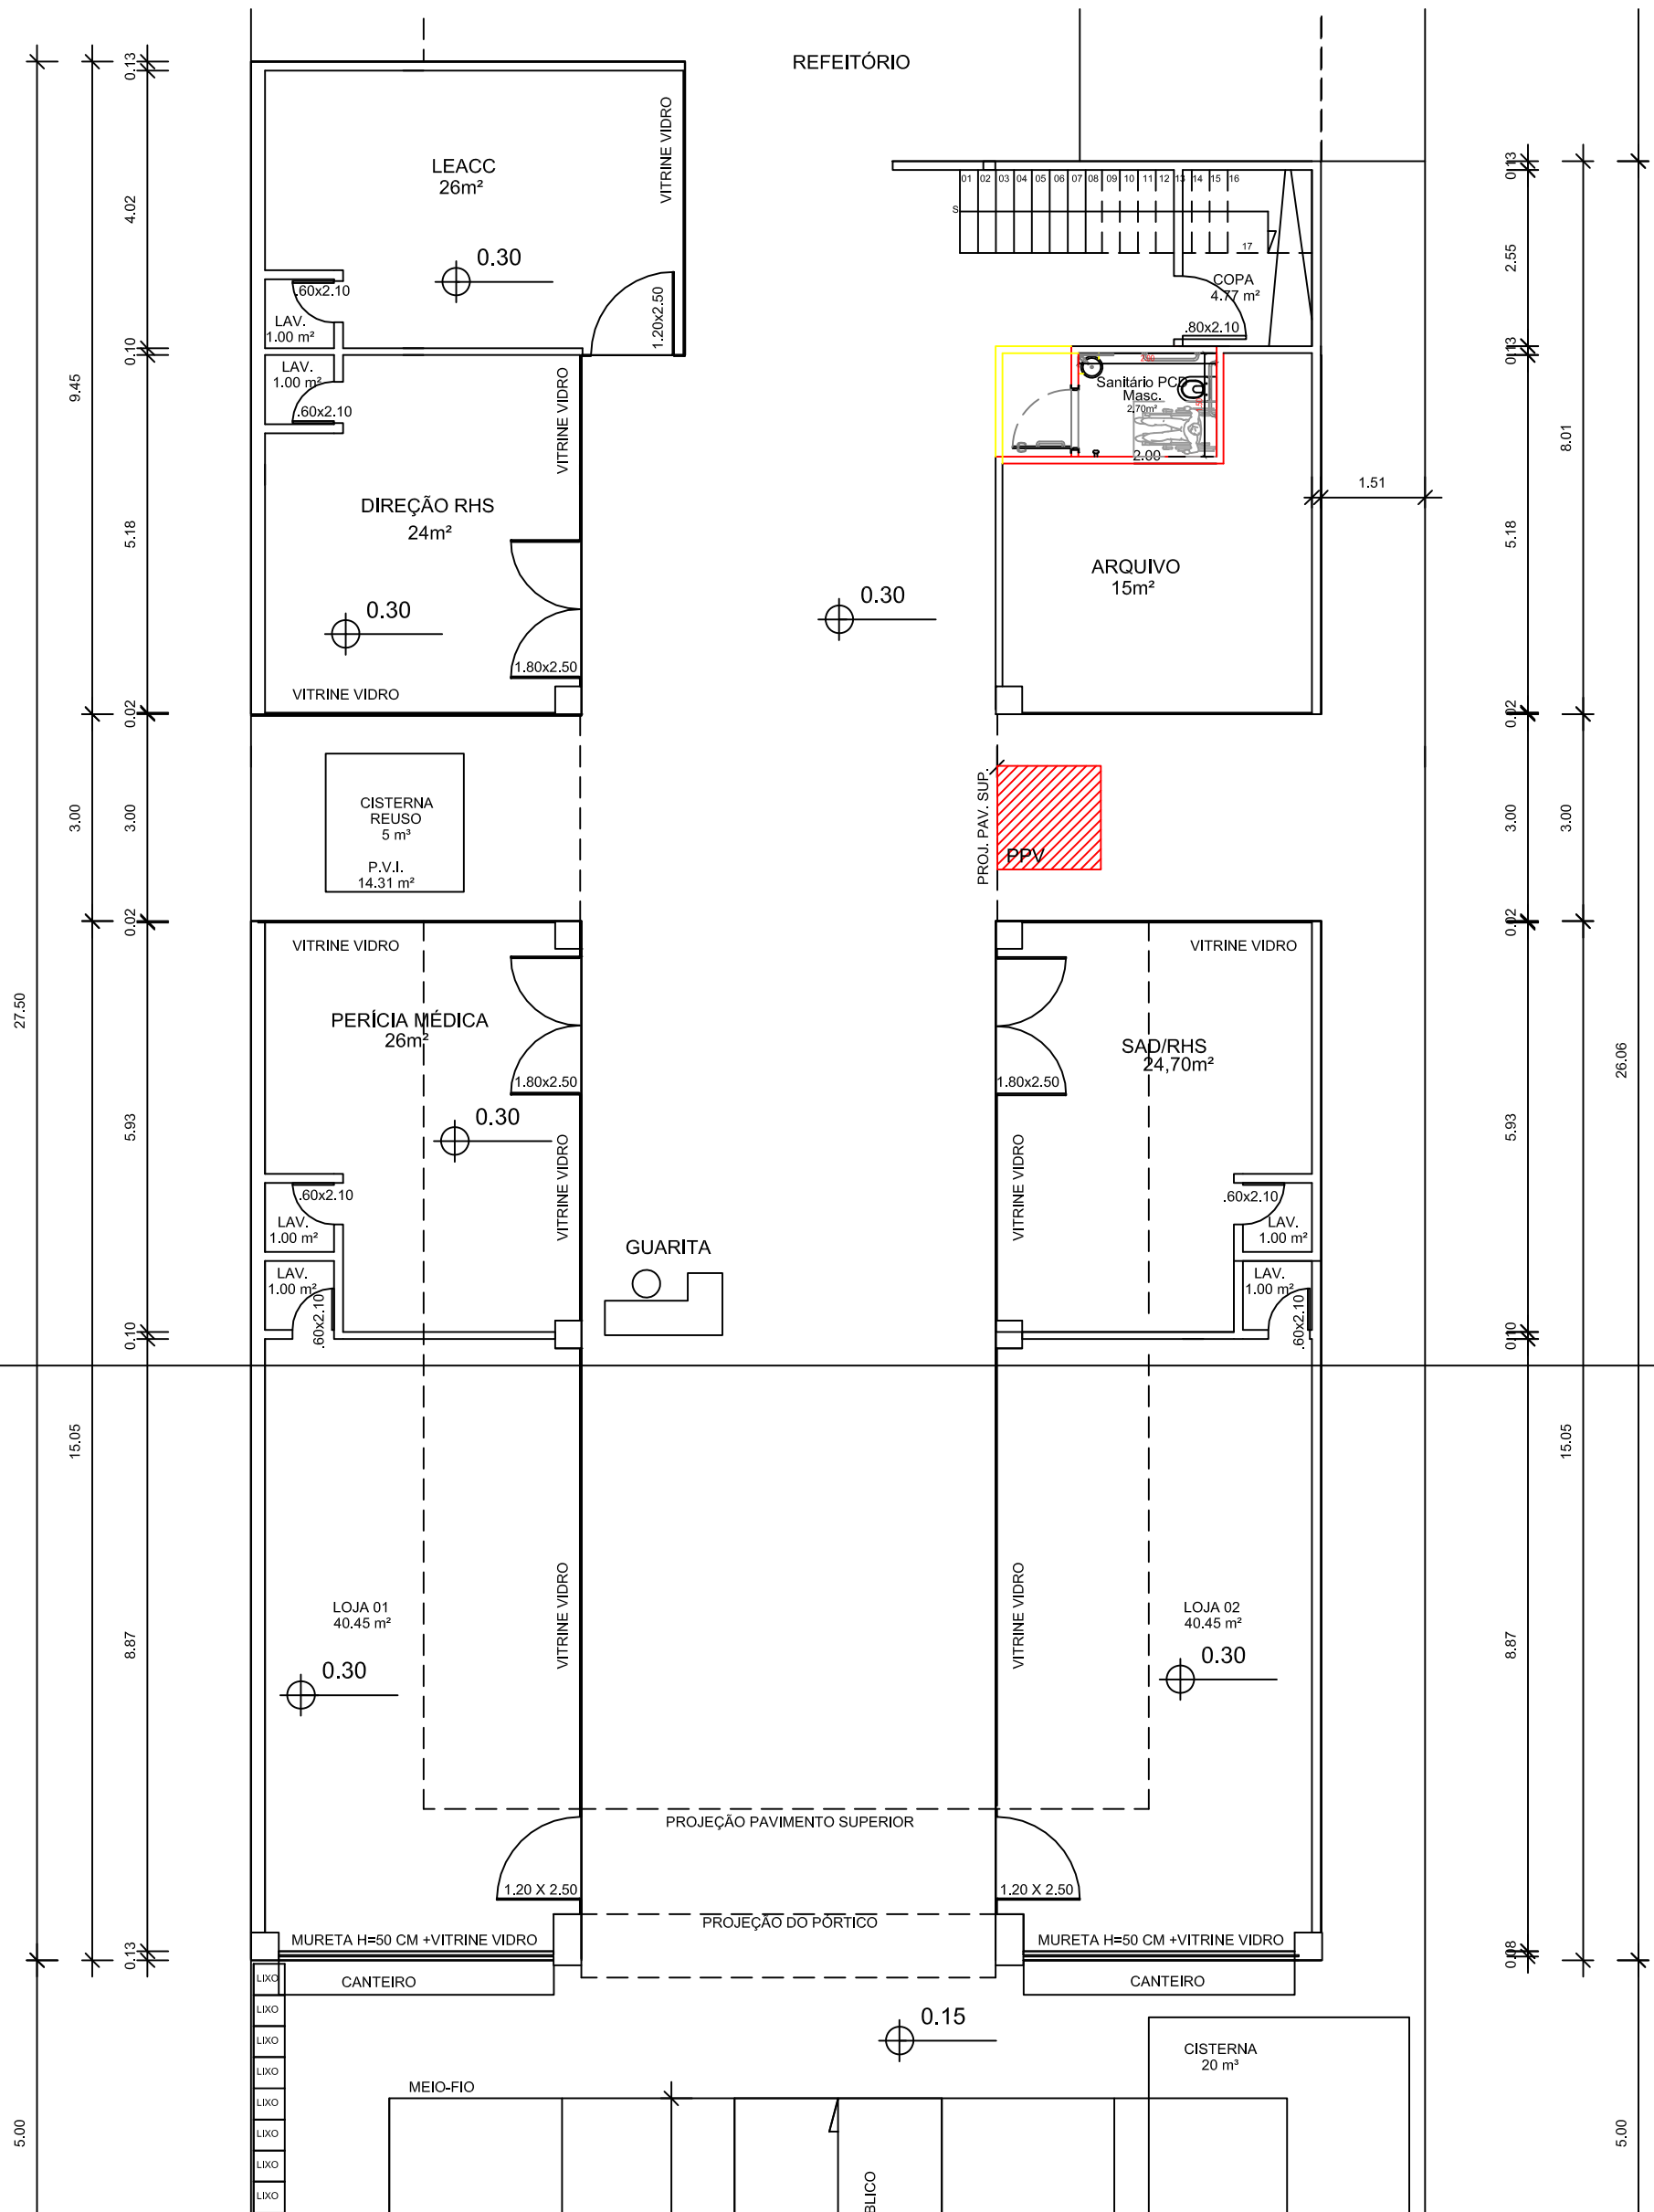 REFEITÓRIO
LEACC
26m²
VITRINE VIDRO
0.30
.60x2.10
LAV.
1.00 m²
1.20x2.50
LAV.
1.00 m²
.60x2.10
VITRINE VIDRO
DIREÇÃO RHS
24m²
0.30
1.80x2.50
VITRINE VIDRO
01 02 03 04 05 06 07 08 09 10 11 12 13 14 15 16
S
17
COPA
4.77 m²
.80x2.10
Sanitário PCD
Masc.
2,70m²
2.00
ARQUIVO
15m²
0.30
1.51
CISTERNA
REUSO
5 m³
P.V.I.
14.31 m²
PROJ. PAV. SUP.
PPV
VITRINE VIDRO
PERÍCIA MÉDICA
26m²
1.80x2.50
0.30
VITRINE VIDRO
.60x2.10
LAV.
1.00 m²
LAV.
1.00 m²
.60x2.10
GUARITA
VITRINE VIDRO
SAD/RHS
24,70m²
1.80x2.50
VITRINE VIDRO
.60x2.10
LAV.
1.00 m²
LAV.
1.00 m²
.60x2.10
LOJA 01
40.45 m²
0.30
VITRINE VIDRO
VITRINE VIDRO
LOJA 02
40.45 m²
0.30
PROJEÇÃO PAVIMENTO SUPERIOR
1.20 X 2.50
1.20 X 2.50
PROJEÇÃO DO PÓRTICO
MURETA H=50 CM +VITRINE VIDRO
MURETA H=50 CM +VITRINE VIDRO
CANTEIRO
CANTEIRO
LIXO
LIXO
LIXO
LIXO
LIXO
LIXO
LIXO
LIXO
0.15
CISTERNA
20 m³
MEIO-FIO
BLICO
27.50
5.00
9.45
3.00
15.05
0.13
4.02
0.10
5.18
0.02
3.00
0.02
5.93
0.10
8.87
0.13
0.13
2.55
0.13
5.18
0.02
3.00
0.02
5.93
0.10
8.87
0.08
8.01
3.00
15.05
26.06
5.00